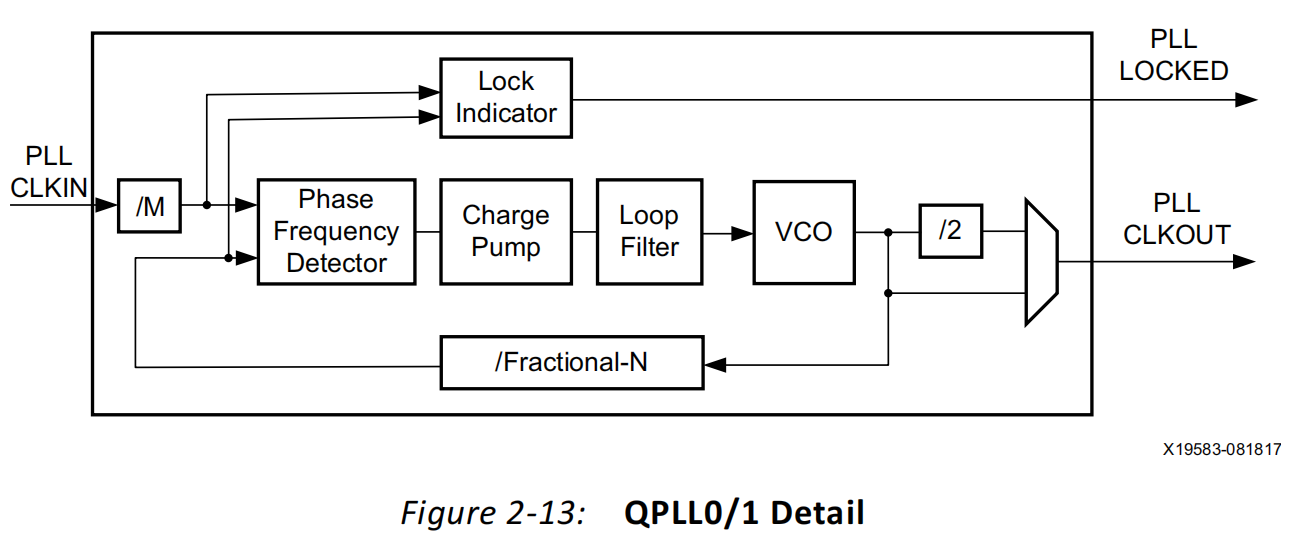 PLL
LOCKED
Lock
Indicator
PLL
CLKIN
/M
Phase
Frequency
Detector
Charge
Pump
Loop
Filter
VCO
/2
PLL
CLKOUT
/Fractional-N
X19583-081817
Figure 2-13: QPLL0/1 Detail